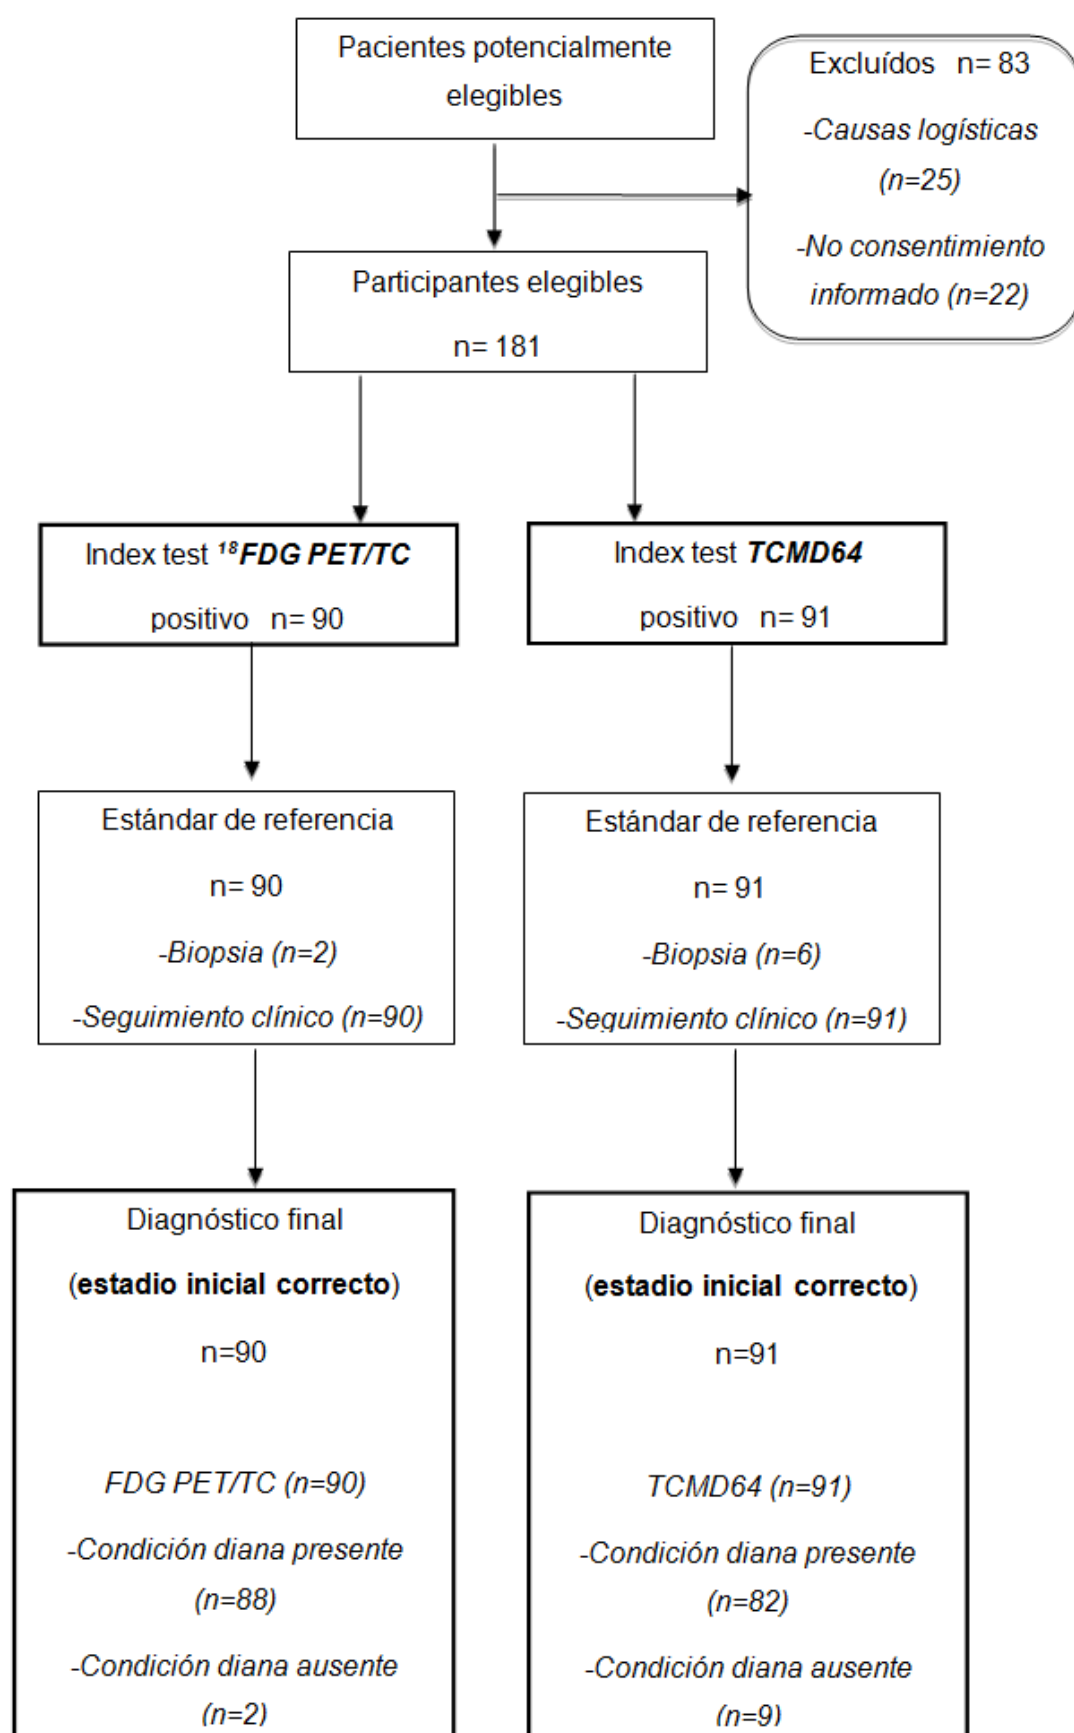 Pacientes potencialmente
elegibles
Excluídos n= 83
-Causas logísticas
(n=25)
-No consentimiento
informado (n=22)
Participantes elegibles
n= 181
Index test ¹⁸FDG PET/TC
positivo n= 90
Index test TCMD64
positivo n= 91
Estándar de referencia
n= 90
-Biopsia (n=2)
-Seguimiento clínico (n=90)
Estándar de referencia
n= 91
-Biopsia (n=6)
-Seguimiento clínico (n=91)
Diagnóstico final
(estadio inicial correcto)
n=90
FDG PET/TC (n=90)
-Condición diana presente
(n=88)
-Condición diana ausente
(n=2)
Diagnóstico final
(estadio inicial correcto)
n=91
TCMD64 (n=91)
-Condición diana presente
(n=82)
-Condición diana ausente
(n=9)